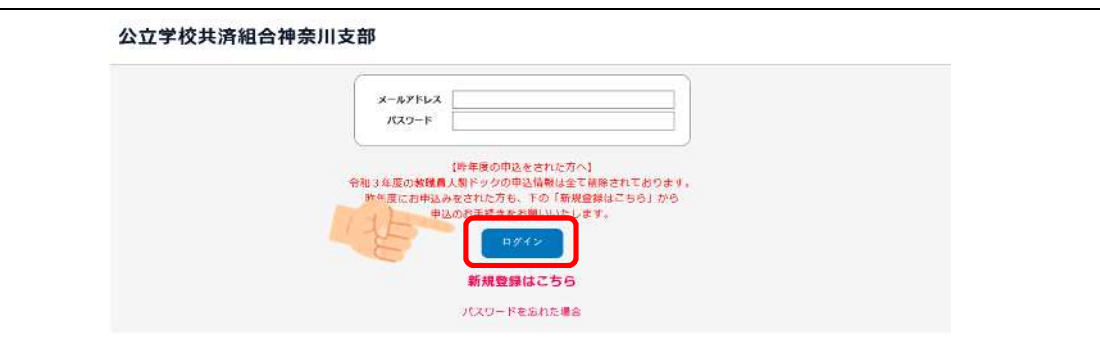 公立学校共済組合神奈川支部
メールアドレス
パスワード
【昨年度の申込をされた方へ】
令和3年度の教職員人間ドックの申込情報は全て削除されております。
昨年度にお申込みをされた方も、下の「新規登録はこちら」から
申込のお手続きをお願いいたします。
ログイン
新規登録はこちら
パスワードを忘れた場合